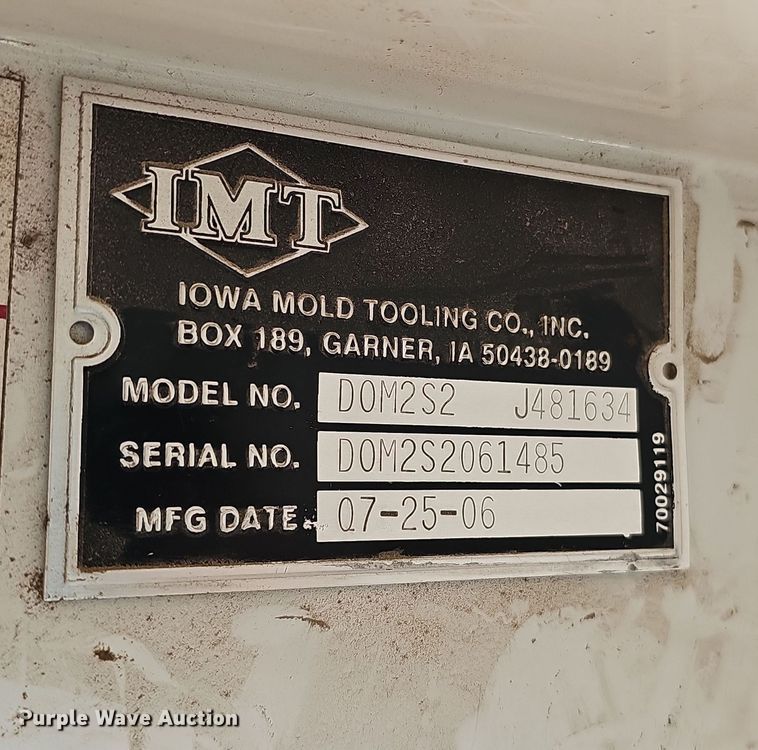 IMT
IOWA MOLD TOOLING CO., INC.
BOX 189, GARNER, IA 50438-0189
MODEL NO. DOM2S2 J481634
SERIAL NO. DOM2S2061485
MFG DATE 07-25-06
70029119
Purple Wave Auction